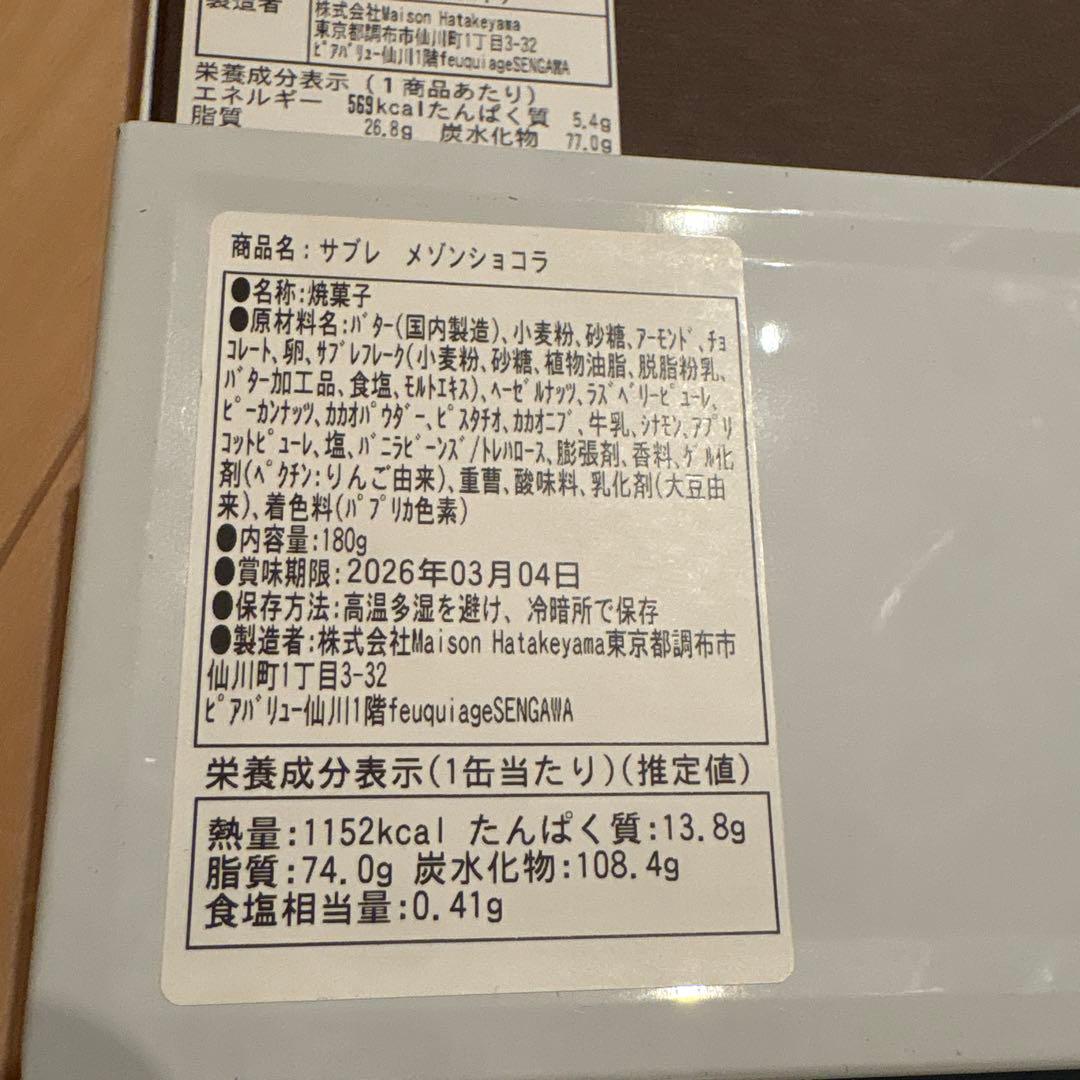 製造者
株式会社Maison Hatakeyama
東京都調布市仙川町1丁目3-32
ﾋﾟｱﾊﾞﾘｭｰ仙川1階feuquiageSENGAWA
栄養成分表示(1商品あたり)
エネルギー 569kcalたんぱく質 5.4g
脂質 26.8g 炭水化物 77.0g
商品名:サブレ メゾンショコラ
●名称:焼菓子
●原材料名:ﾊﾞﾀｰ(国内製造)､小麦粉､砂糖､ｱｰﾓﾝﾄﾞ､ﾁｮ
ｺﾚｰﾄ､卵､ｻﾌﾞﾚﾌﾚｰｸ(小麦粉､砂糖､植物油脂､脱脂粉乳､
ﾊﾞﾀｰ加工品､食塩､ﾓﾙﾄｴｷｽ)､ﾍｰｾﾞﾙﾅｯﾂ､ﾗｽﾞﾍﾞﾘｰﾋﾟｭｰﾚ､
ﾋﾟｰｶﾝﾅｯﾂ､ｶｶｵﾊﾟｳﾀﾞｰ､ﾋﾟｽﾀﾁｵ､ｶｶｵﾆﾌﾞ､牛乳､ｼﾅﾓﾝ､ｱﾌﾟﾘ
ｺｯﾄﾋﾟｭｰﾚ､塩､ﾊﾞﾆﾗﾋﾞｰﾝｽﾞ/ﾄﾚﾊﾛｰｽ､膨張剤､香料､ｹﾞﾙ化
剤(ﾍﾟｸﾁﾝ:りんご由来)､重曹､酸味料､乳化剤(大豆由
来)､着色料(ﾊﾟﾌﾟﾘｶ色素)
●内容量:180g
●賞味期限:2026年03月04日
●保存方法:高温多湿を避け、冷暗所で保存
●製造者:株式会社Maison Hatakeyama東京都調布市
仙川町1丁目3-32
ﾋﾟｱﾊﾞﾘｭｰ仙川1階feuquiageSENGAWA
栄養成分表示(1缶当たり)(推定値)
熱量:1152kcal たんぱく質:13.8g
脂質:74.0g 炭水化物:108.4g
食塩相当量:0.41g